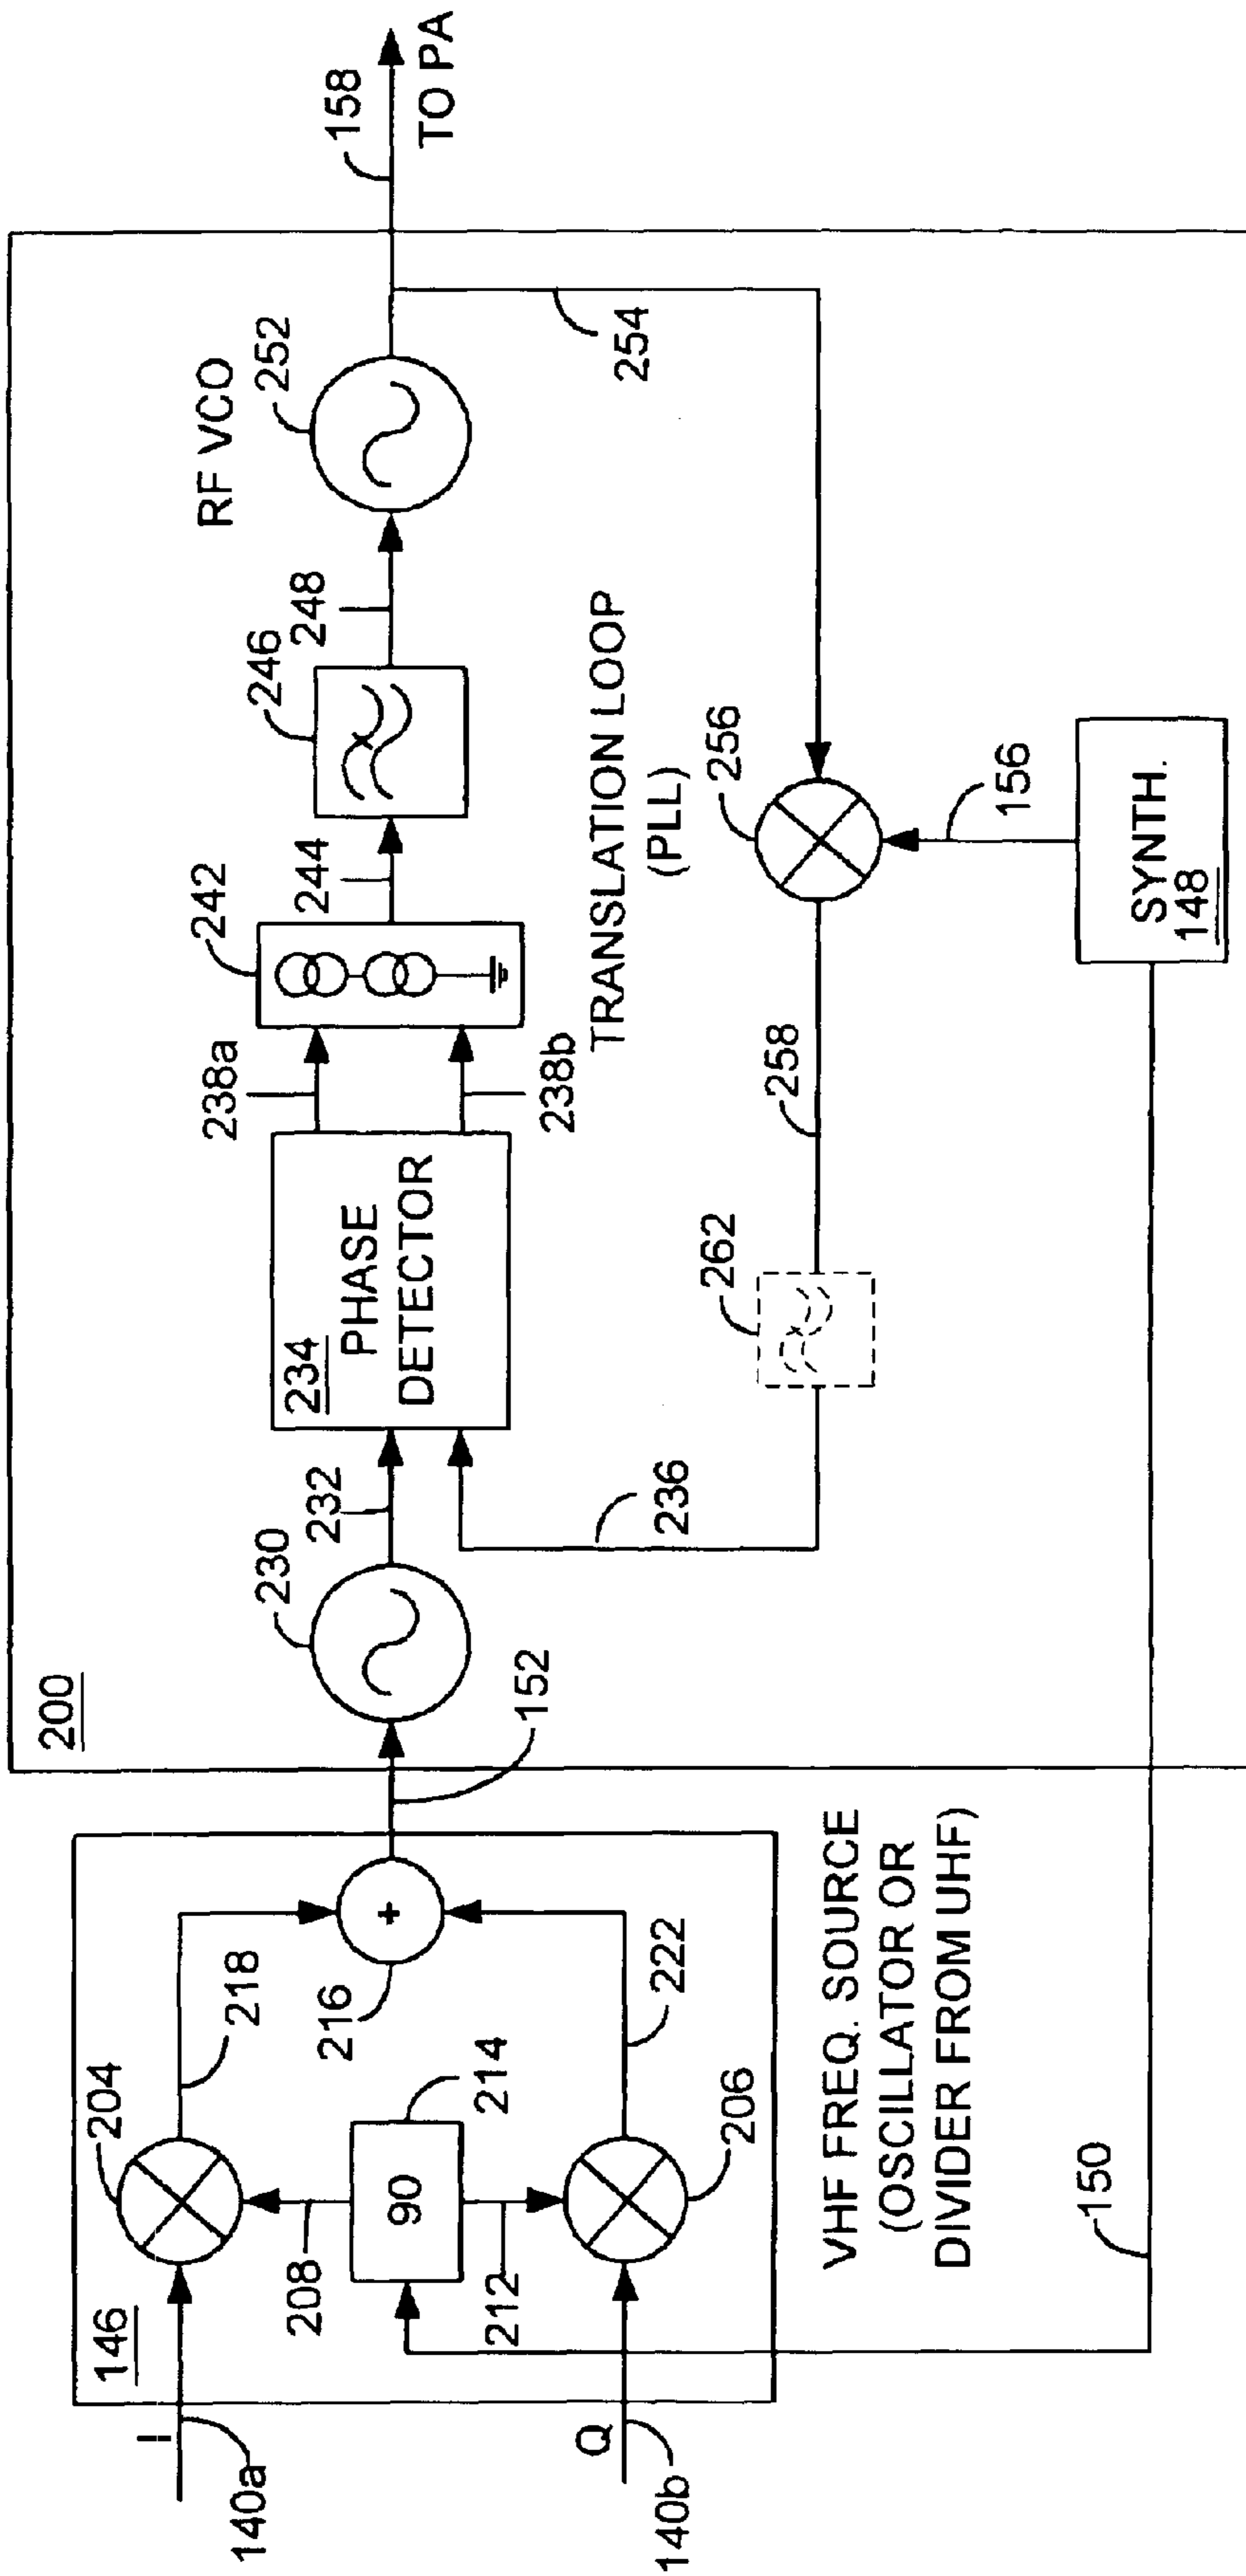 200
146
I
140a
204
218
208
90
214
212
Q
140b
206
222
216
+
152
230
232
234
PHASE
DETECTOR
238a
238b
242
244
246
248
RF VCO
252
158
TO PA
254
TRANSLATION LOOP
(PLL)
256
258
262
236
156
SYNTH.
148
150
VHF FREQ. SOURCE
(OSCILLATOR OR
DIVIDER FROM UHF)